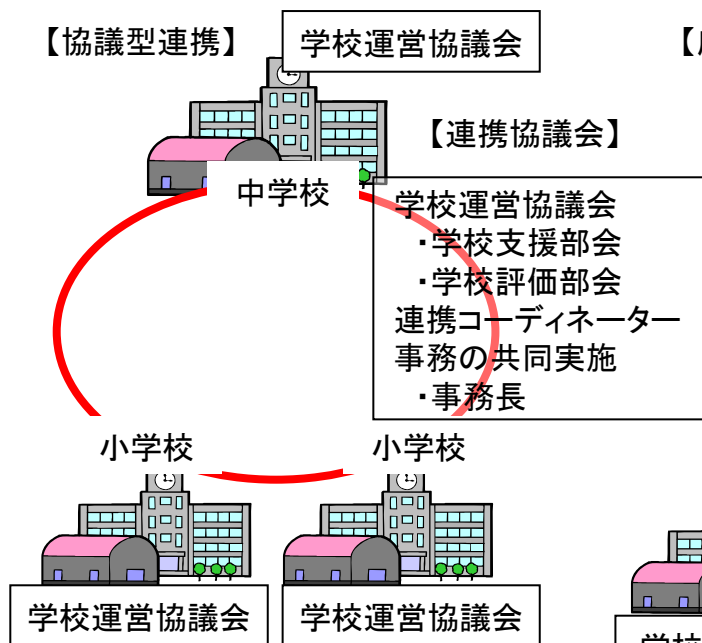 【協議型連携】
学校運営協議会
【連携協議会】
中学校
学校運営協議会
・学校支援部会
・学校評価部会
連携コーディネーター
事務の共同実施
・事務長
小学校
小学校
学校運営協議会
学校運営協議会